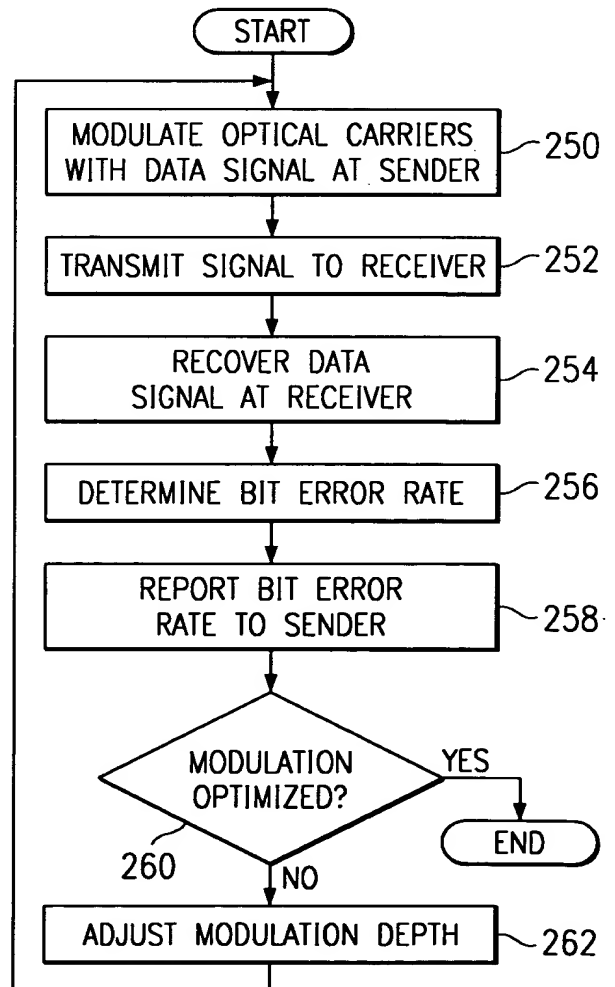 START
MODULATE OPTICAL CARRIERS
WITH DATA SIGNAL AT SENDER
250
TRANSMIT SIGNAL TO RECEIVER
252
RECOVER DATA
SIGNAL AT RECEIVER
254
DETERMINE BIT ERROR RATE
256
REPORT BIT ERROR
RATE TO SENDER
258
MODULATION
OPTIMIZED?
YES
END
260
NO
ADJUST MODULATION DEPTH
262